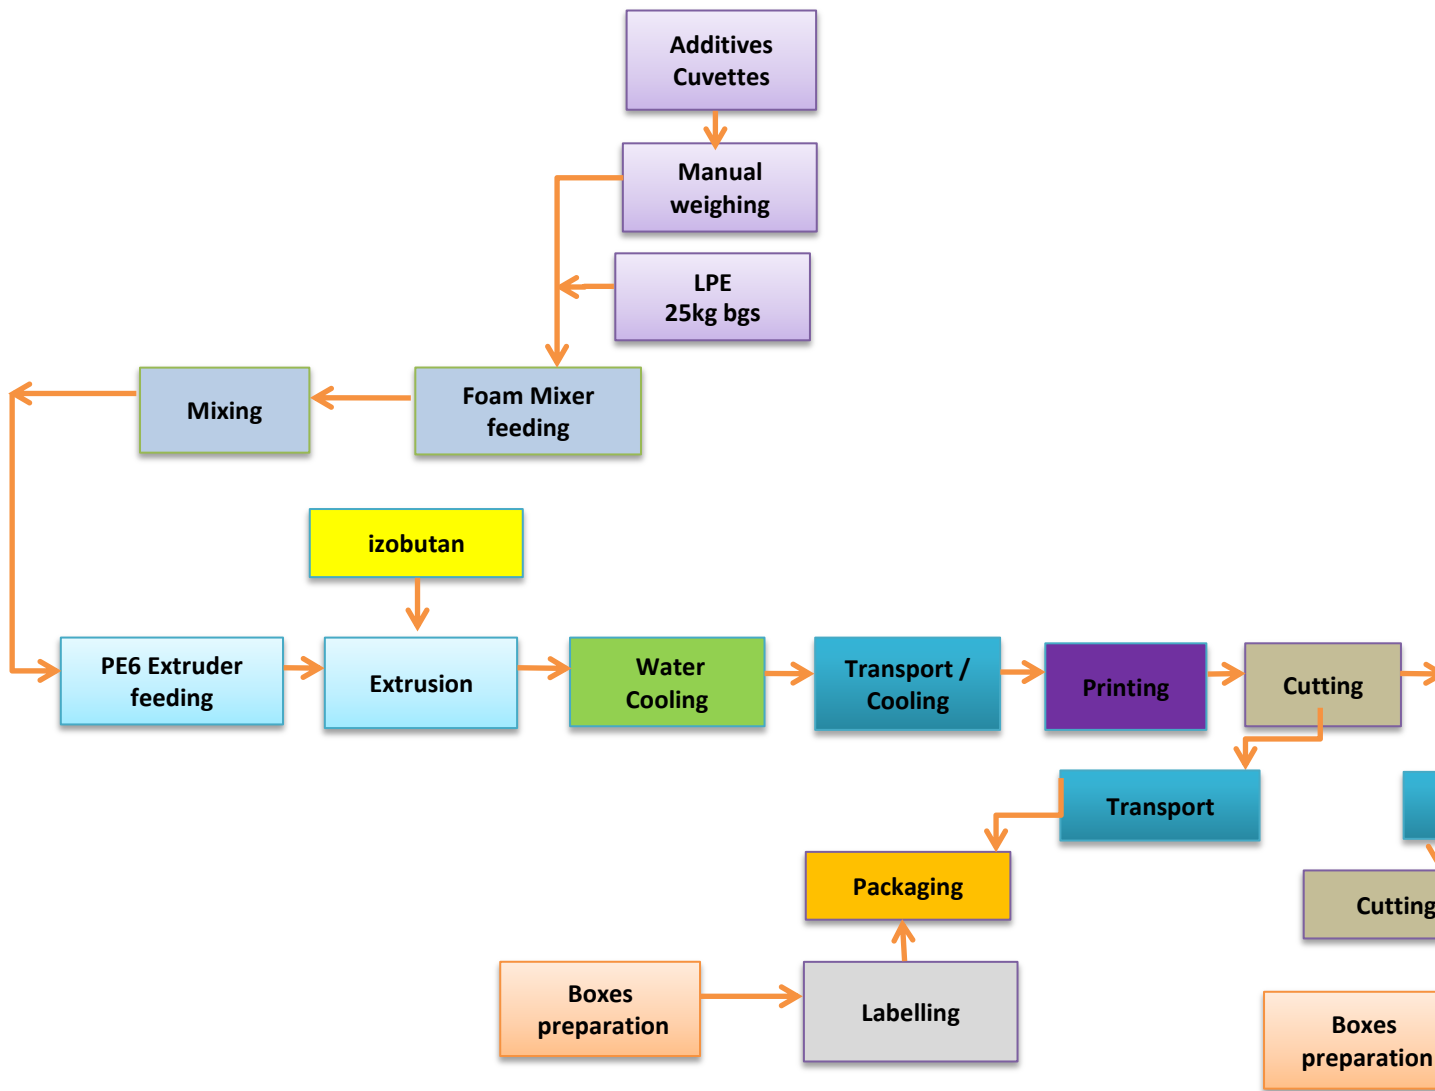 Additives
Cuvettes
Manual
weighing
LPE
25kg bgs
Foam Mixer
feeding
Mixing
izobutan
PE6 Extruder
feeding
Extrusion
Water
Cooling
Transport /
Cooling
Printing
Cutting
Transport
Packaging
Cutting
Boxes
preparation
Labelling
Boxes
preparation